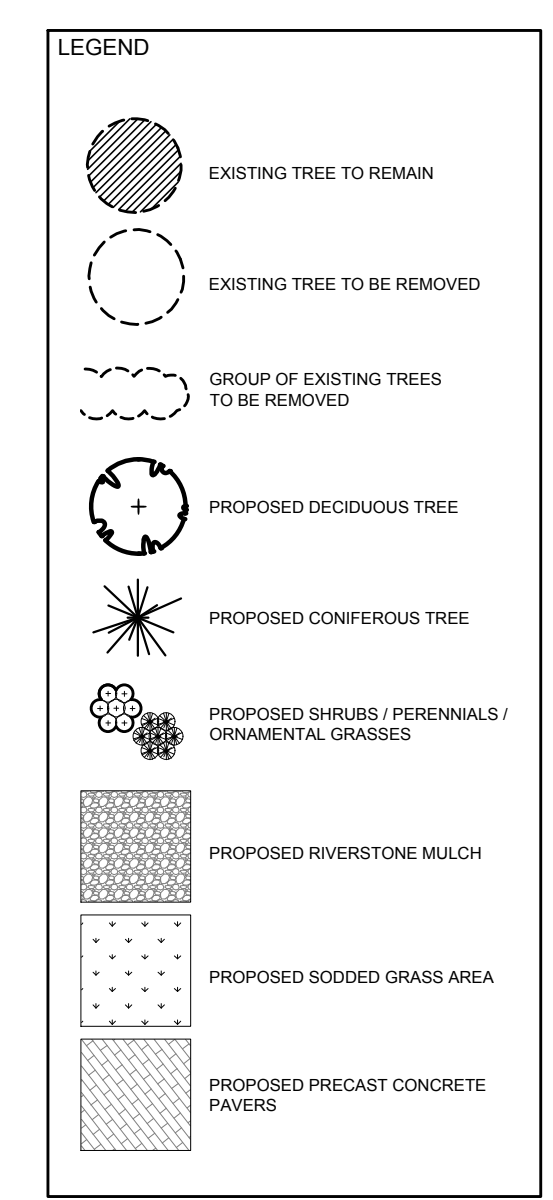 LEGEND
EXISTING TREE TO REMAIN
EXISTING TREE TO BE REMOVED
GROUP OF EXISTING TREES
TO BE REMOVED
PROPOSED DECIDUOUS TREE
PROPOSED CONIFEROUS TREE
PROPOSED SHRUBS / PERENNIALS /
ORNAMENTAL GRASSES
PROPOSED RIVERSTONE MULCH
PROPOSED SODDED GRASS AREA
PROPOSED PRECAST CONCRETE
PAVERS